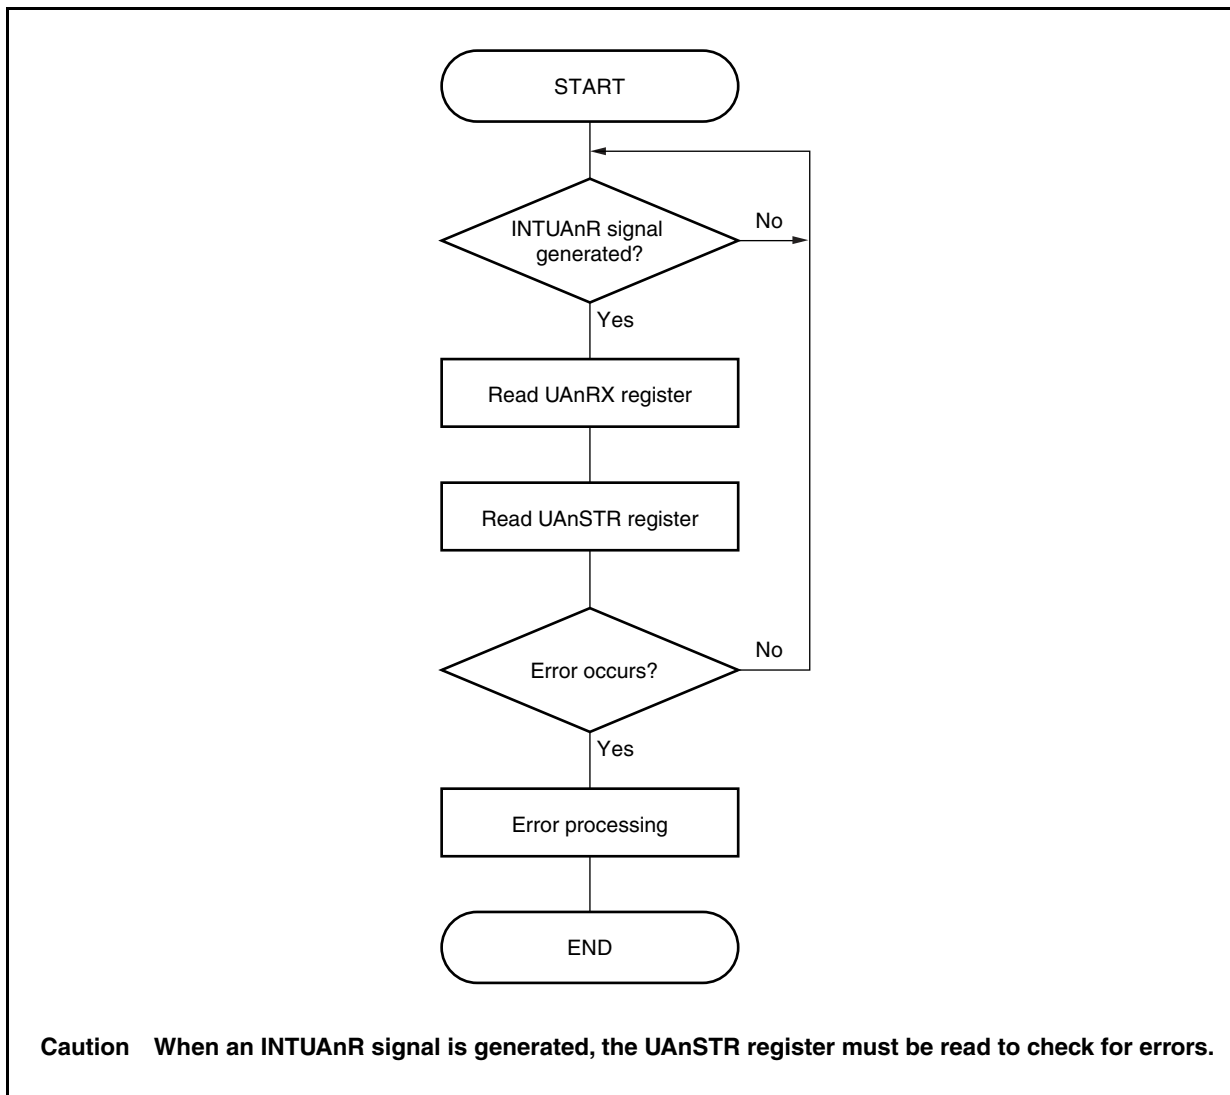 START
INTUAnR signal
generated?
No
Yes
Read UAnRX register
Read UAnSTR register
Error occurs?
No
Yes
Error processing
END
Caution When an INTUAnR signal is generated, the UAnSTR register must be read to check for errors.